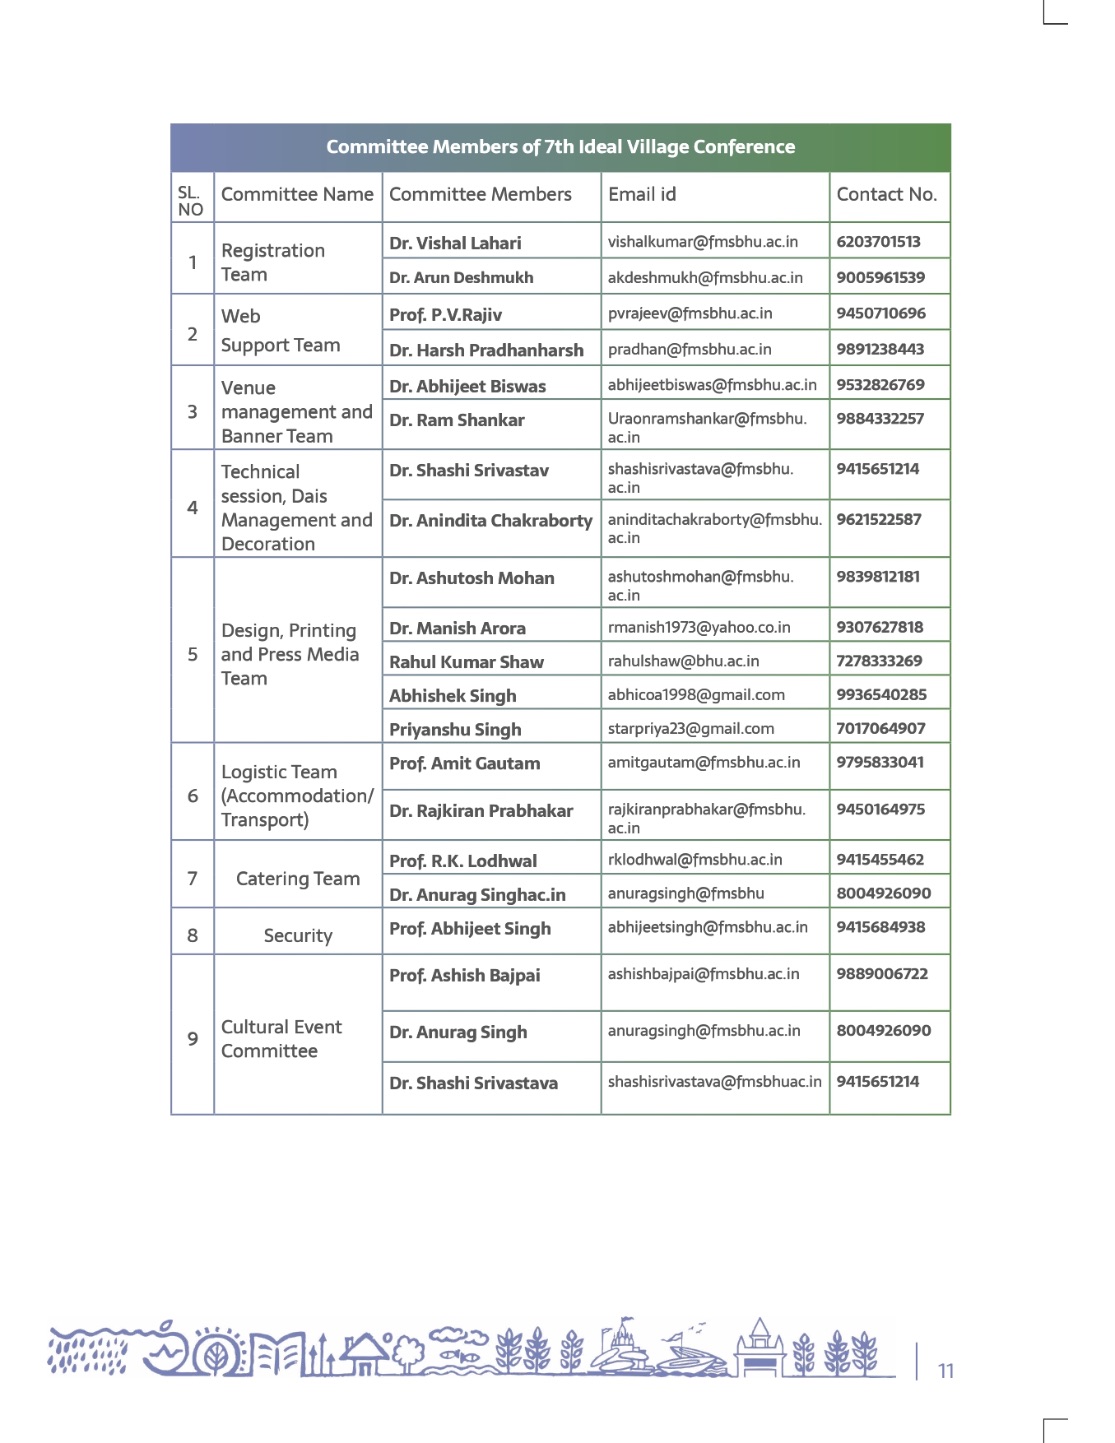 Committee Members of 7th Ideal Village Conference
SL. NO Committee Name Committee Members Email id Contact No.
1 Registration Team
Dr. Vishal Lahari vishalkumar@fmsbhu.ac.in 6203701513
Dr. Arun Deshmukh akdeshmukh@fmsbhu.ac.in 9005961539
2 Web
Support Team
Prof. P.V.Rajiv pvrajeev@fmsbhu.ac.in 9450710696
Dr. Harsh Pradhanharsh pradhan@fmsbhu.ac.in 9891238443
3 Venue
management and
Banner Team
Dr. Abhijeet Biswas abhijeetbiswas@fmsbhu.ac.in 9532826769
Dr. Ram Shankar Uraonramshankar@fmsbhu.
ac.in 9884332257
4 Technical
session, Dais
Management and
Decoration
Dr. Shashi Srivastav shashisrivastava@fmsbhu.
ac.in 9415651214
Dr. Anindita Chakraborty aninditachakraborty@fmsbhu.
ac.in 9621522587
5 Design, Printing
and Press Media
Team
Dr. Ashutosh Mohan ashutoshmohan@fmsbhu.
ac.in 9839812181
Dr. Manish Arora rmanish1973@yahoo.co.in 9307627818
Rahul Kumar Shaw rahulshaw@bhu.ac.in 7278333269
Abhishek Singh abhicoa1998@gmail.com 9936540285
Priyanshu Singh starpriya23@gmail.com 7017064907
6 Logistic Team
(Accommodation/
Transport)
Prof. Amit Gautam amitgautam@fmsbhu.ac.in 9795833041
Dr. Rajkiran Prabhakar rajkiranprabhakar@fmsbhu.
ac.in 9450164975
7 Catering Team
Prof. R.K. Lodhwal rklodhwal@fmsbhu.ac.in 9415455462
Dr. Anurag Singhac.in anuragsingh@fmsbhu 8004926090
8 Security
Prof. Abhijeet Singh abhijeetsingh@fmsbhu.ac.in 9415684938
9 Cultural Event
Committee
Prof. Ashish Bajpai ashishbajpai@fmsbhu.ac.in 9889006722
Dr. Anurag Singh anuragsingh@fmsbhu.ac.in 8004926090
Dr. Shashi Srivastava shashisrivastava@fmsbhuac.in 9415651214
11